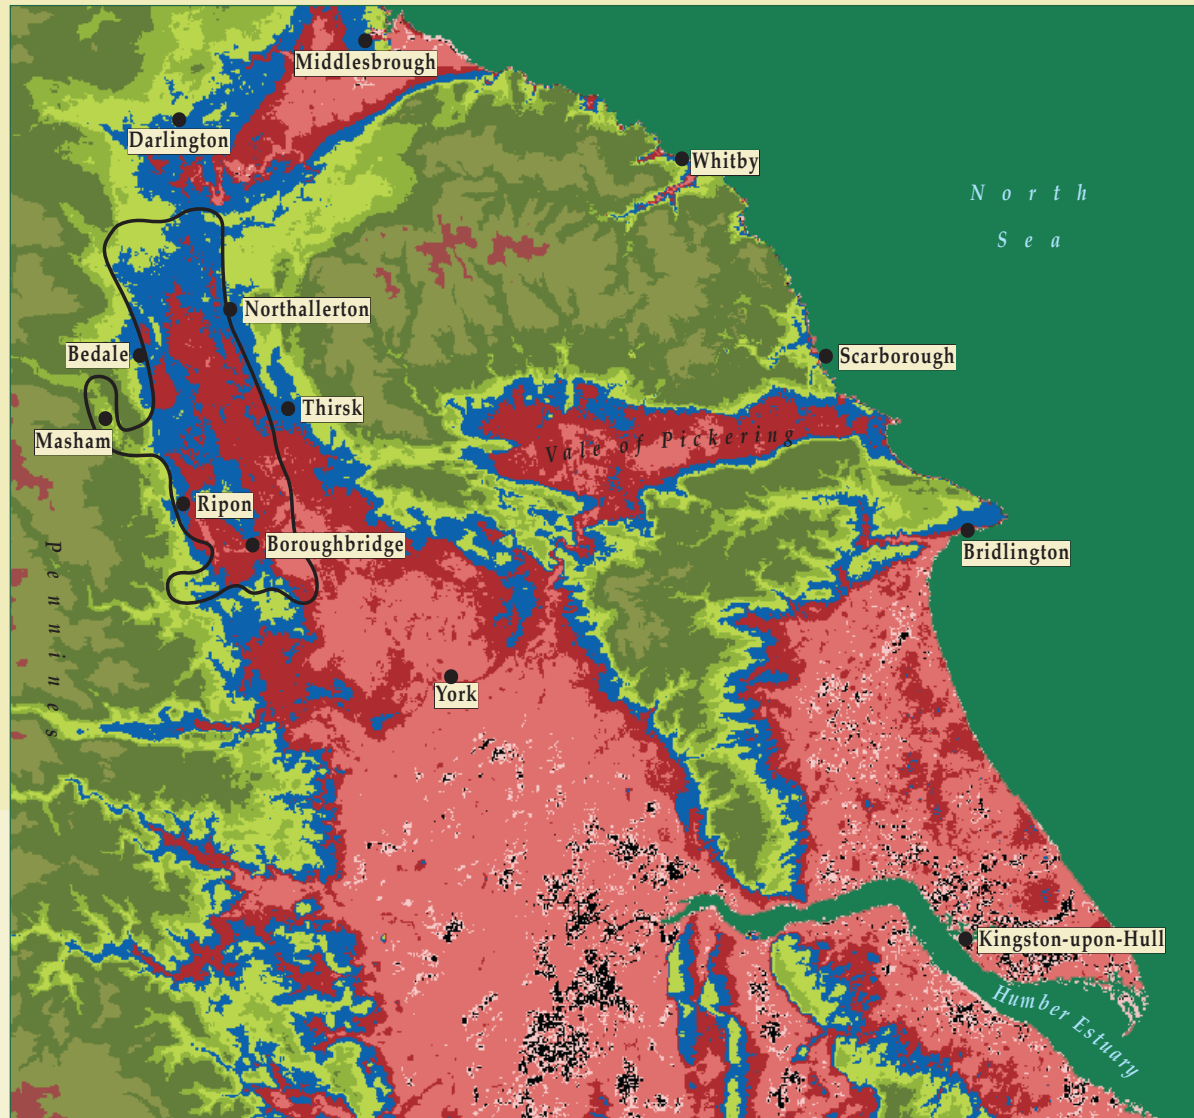 Middlesbrough
Darlington
Whitby
North
Sea
Northallerton
Bedale
Scarborough
Thirsk
Masham
Vale of Pickering
Ripon
Boroughbridge
Bridlington
Pennines
York
Kingston-upon-Hull
Humber Estuary